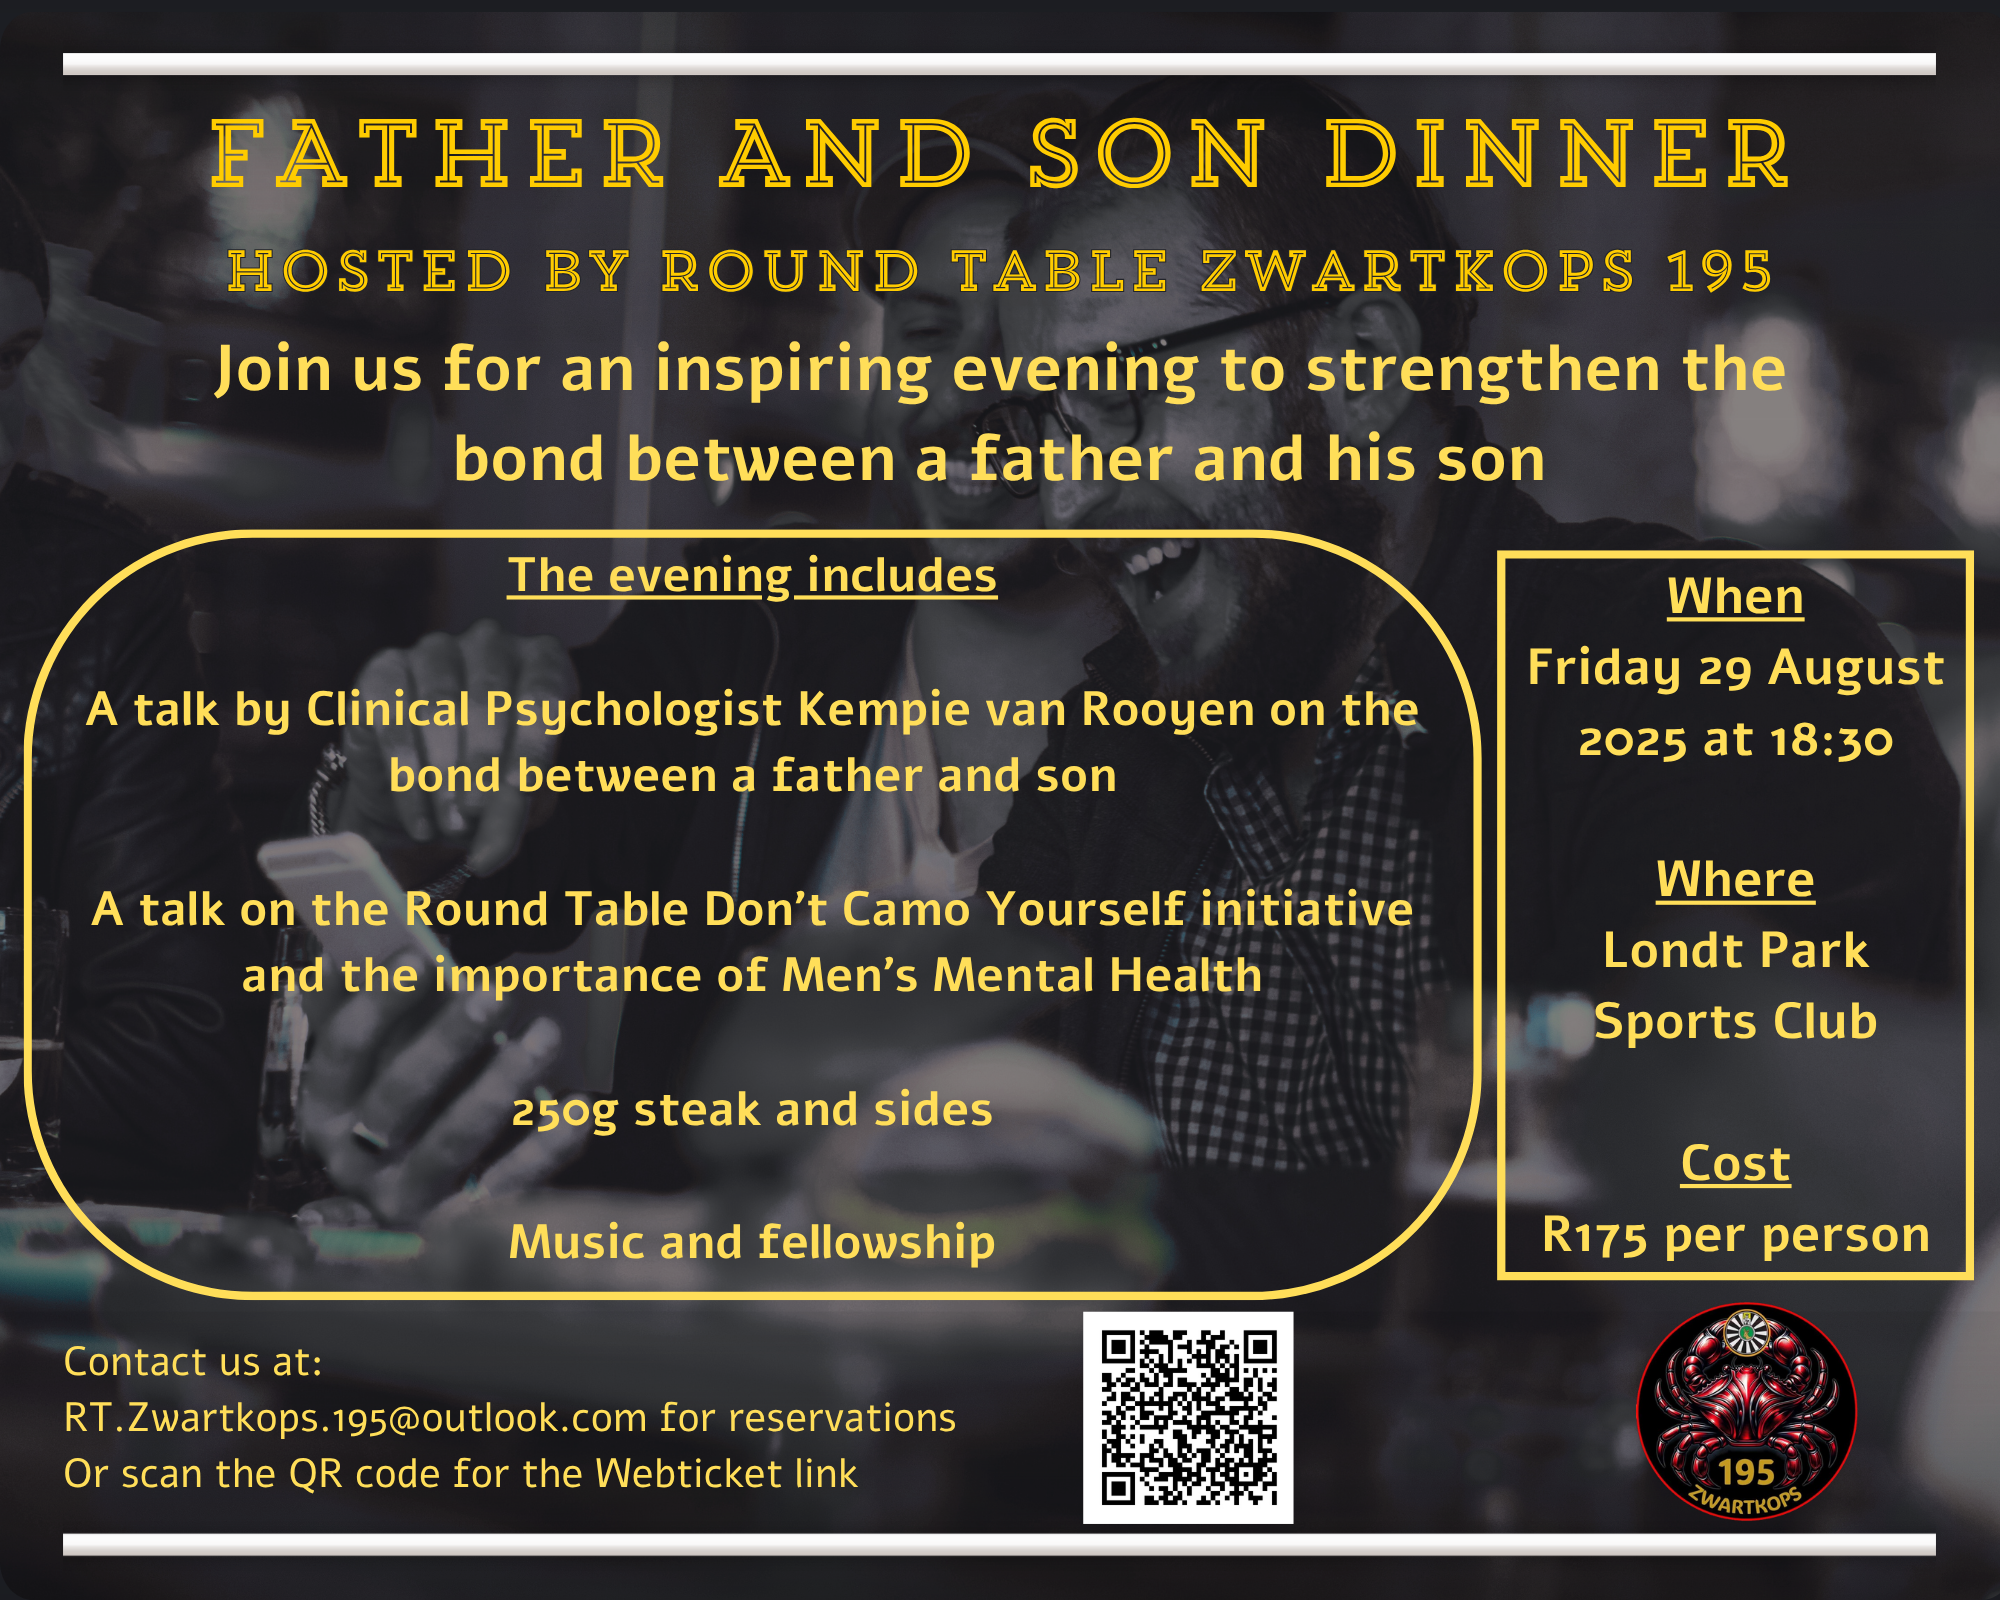 FATHER AND SON DINNER
HOSTED BY ROUND TABLE ZWARTKOPS 195
Join us for an inspiring evening to strengthen the
bond between a father and his son
The evening includes
A talk by Clinical Psychologist Kempie van Rooyen on the
bond between a father and son
A talk on the Round Table Don't Camo Yourself initiative
and the importance of Men's Mental Health
250g steak and sides
Music and fellowship
When
Friday 29 August
2025 at 18:30
Where
Londt Park
Sports Club
Cost
R175 per person
Contact us at:
RT.Zwartkops.195@outlook.com for reservations
Or scan the QR code for the Webticket link
195
ZWARTKOPS